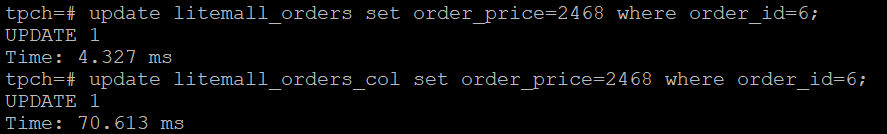 tpch=# update litemall_orders set order_price=2468 where order_id=6;
UPDATE 1
Time: 4.327 ms
tpch=# update litemall_orders_col set order_price=2468 where order_id=6;
UPDATE 1
Time: 70.613 ms